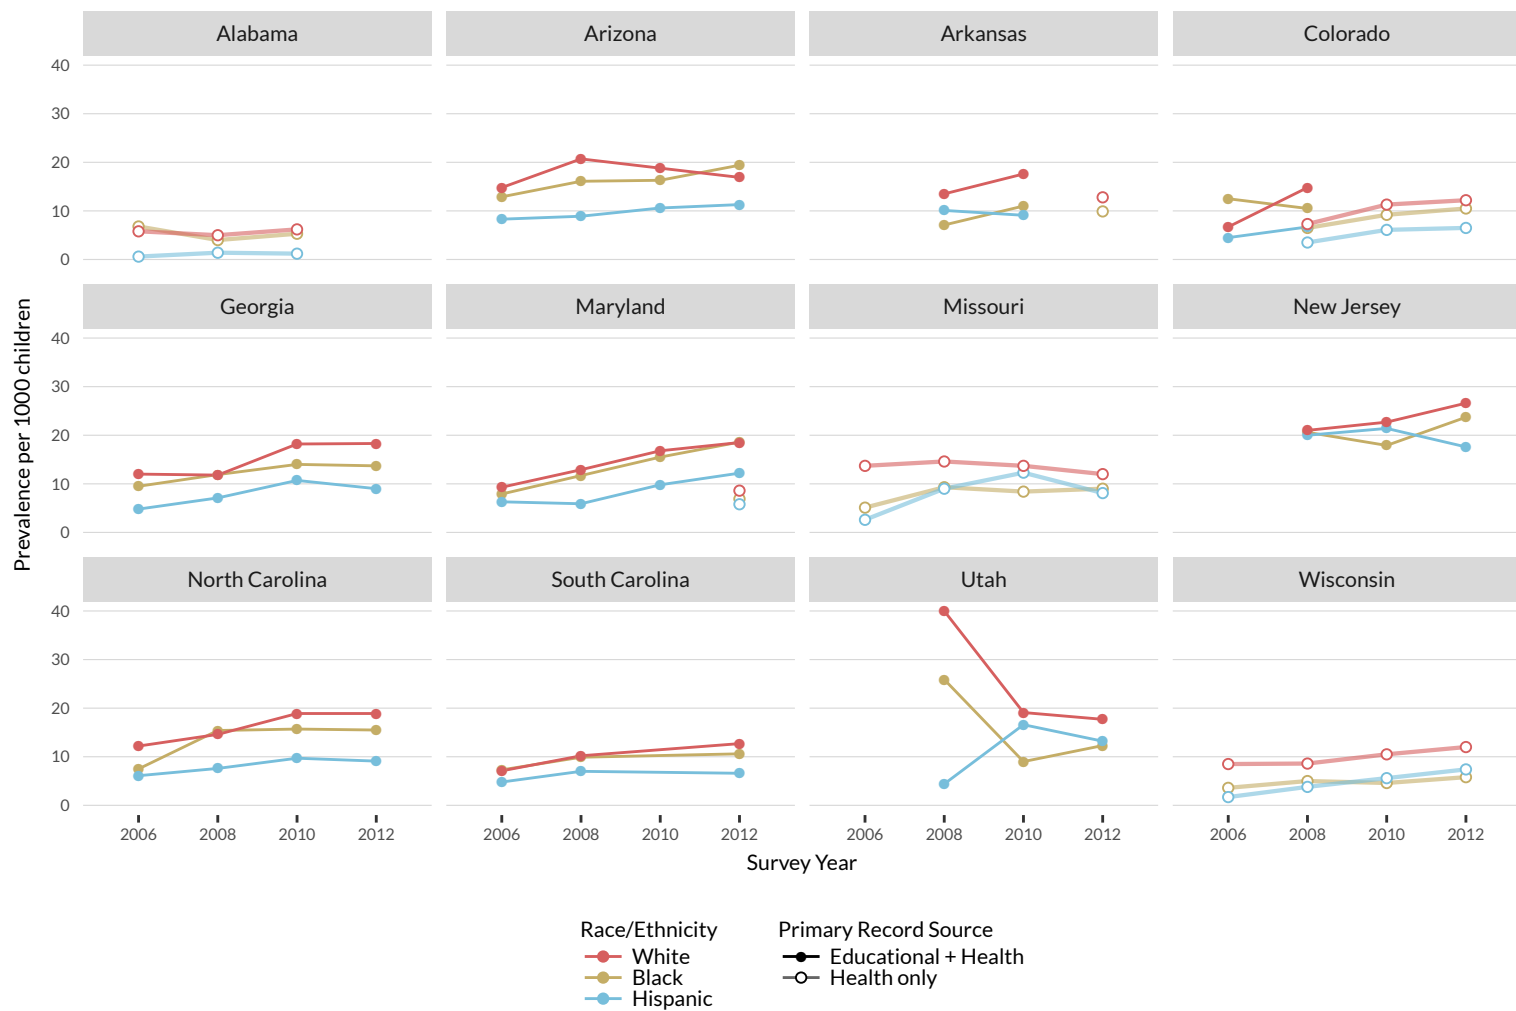 Alabama Arizona Arkansas Colorado
40
30
20
10
0
Georgia Maryland Missouri New Jersey
40
30
20
10
0
Prevalence per 1000 children
North Carolina South Carolina Utah Wisconsin
40
30
20
10
0
2006 2008 2010 2012 2006 2008 2010 2012 2006 2008 2010 2012 2006 2008 2010 2012
Survey Year
Race/Ethnicity
White
Black
Hispanic
Primary Record Source
Educational + Health
Health only